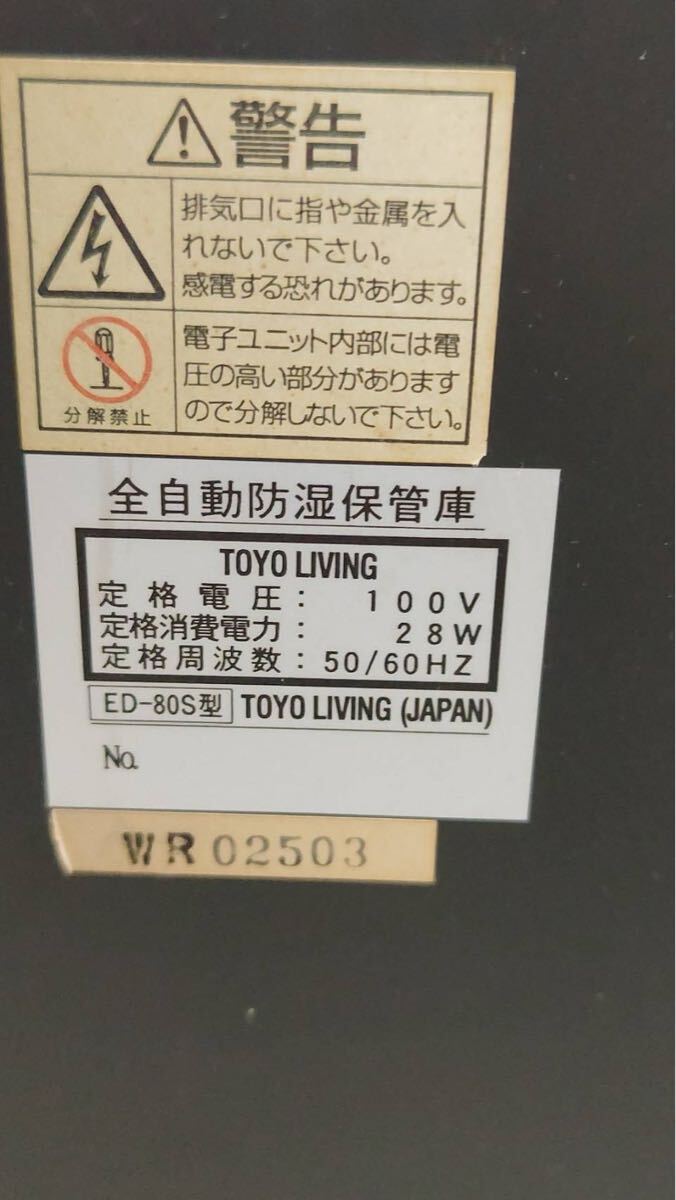 警告
排気口に指や金属を入
れないで下さい。
感電する恐れがあります。
分解禁止
電子ユニット内部には電
圧の高い部分があります
ので分解しないで下さい。
全自動防湿保管庫
TOYO LIVING
定格電圧： 100V
定格消費電力： 28W
定格周波数：50/60HZ
ED-80S型 TOYO LIVING (JAPAN)
No.
WR02503